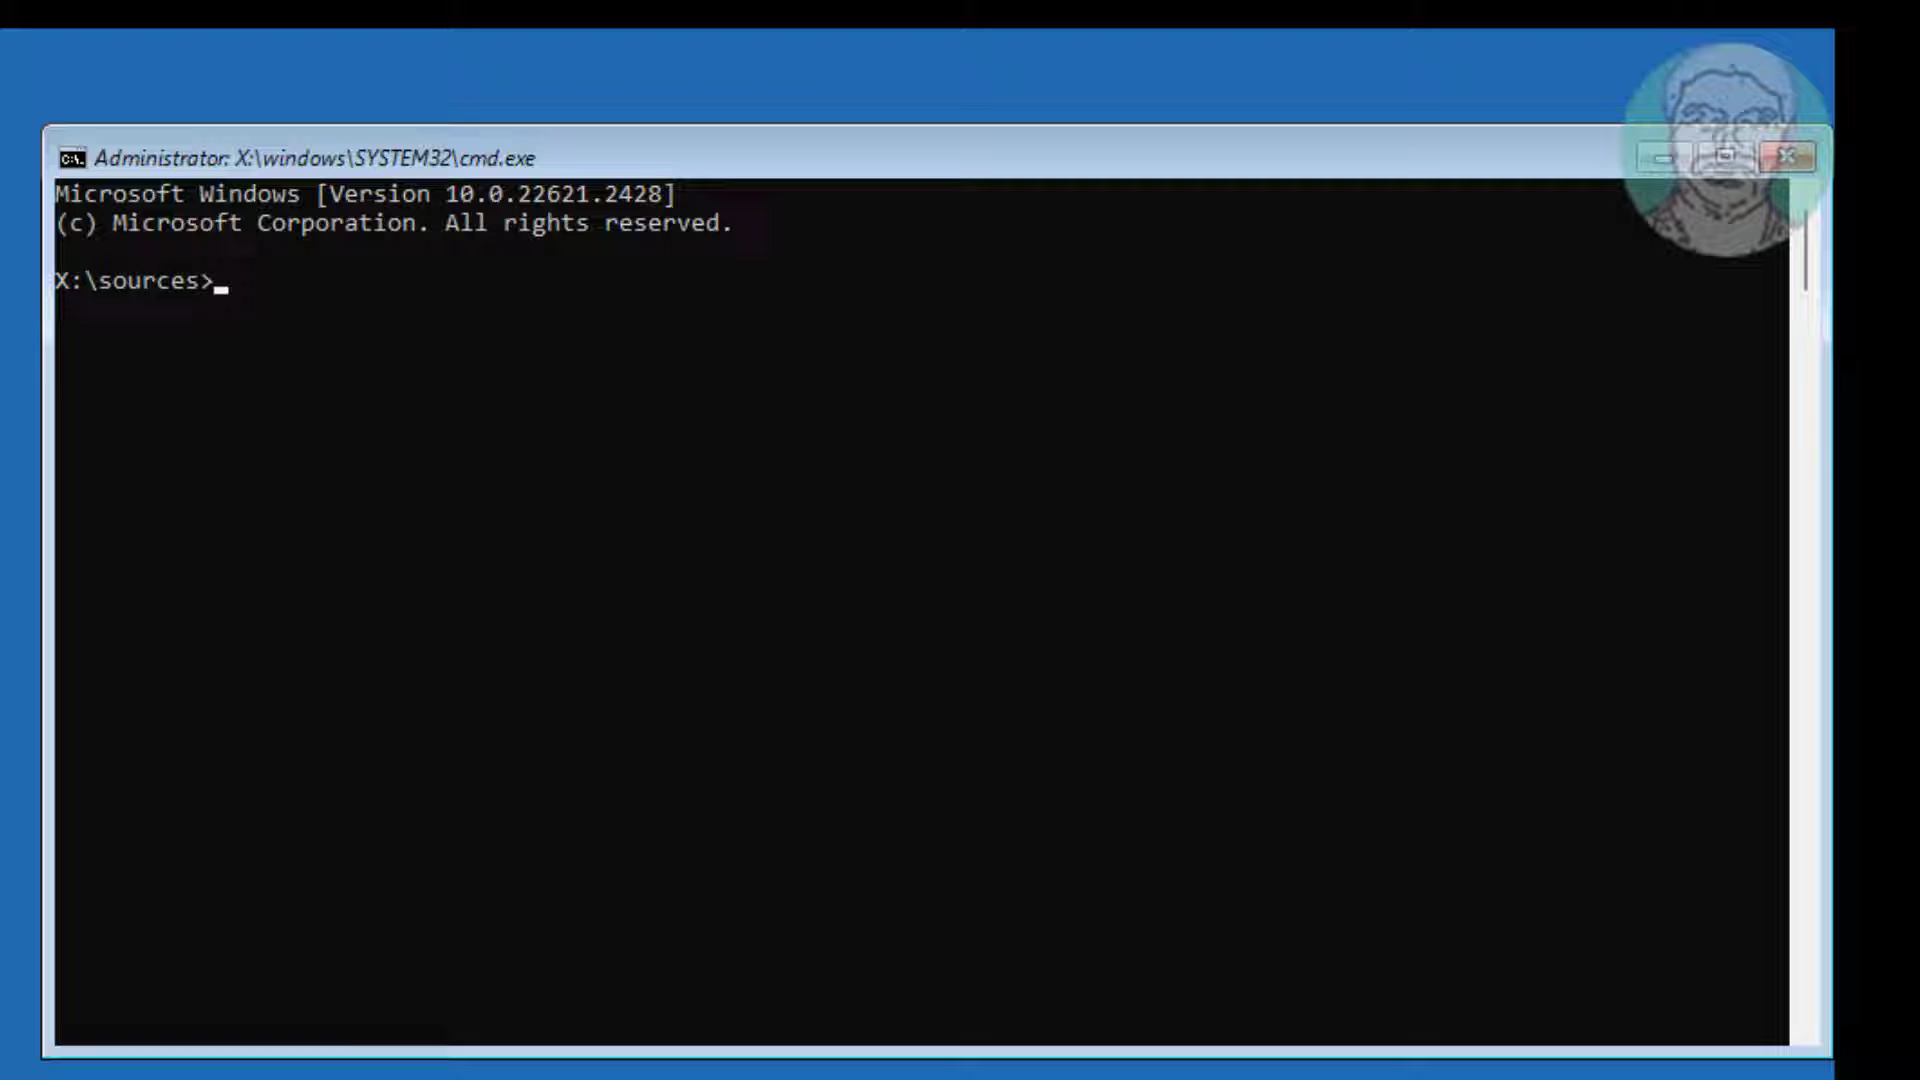 Administrator: X:\windows\SYSTEM32\cmd.exe
Microsoft Windows [Version 10.0.22621.2428]
(c) Microsoft Corporation. All rights reserved.
X:\sources>